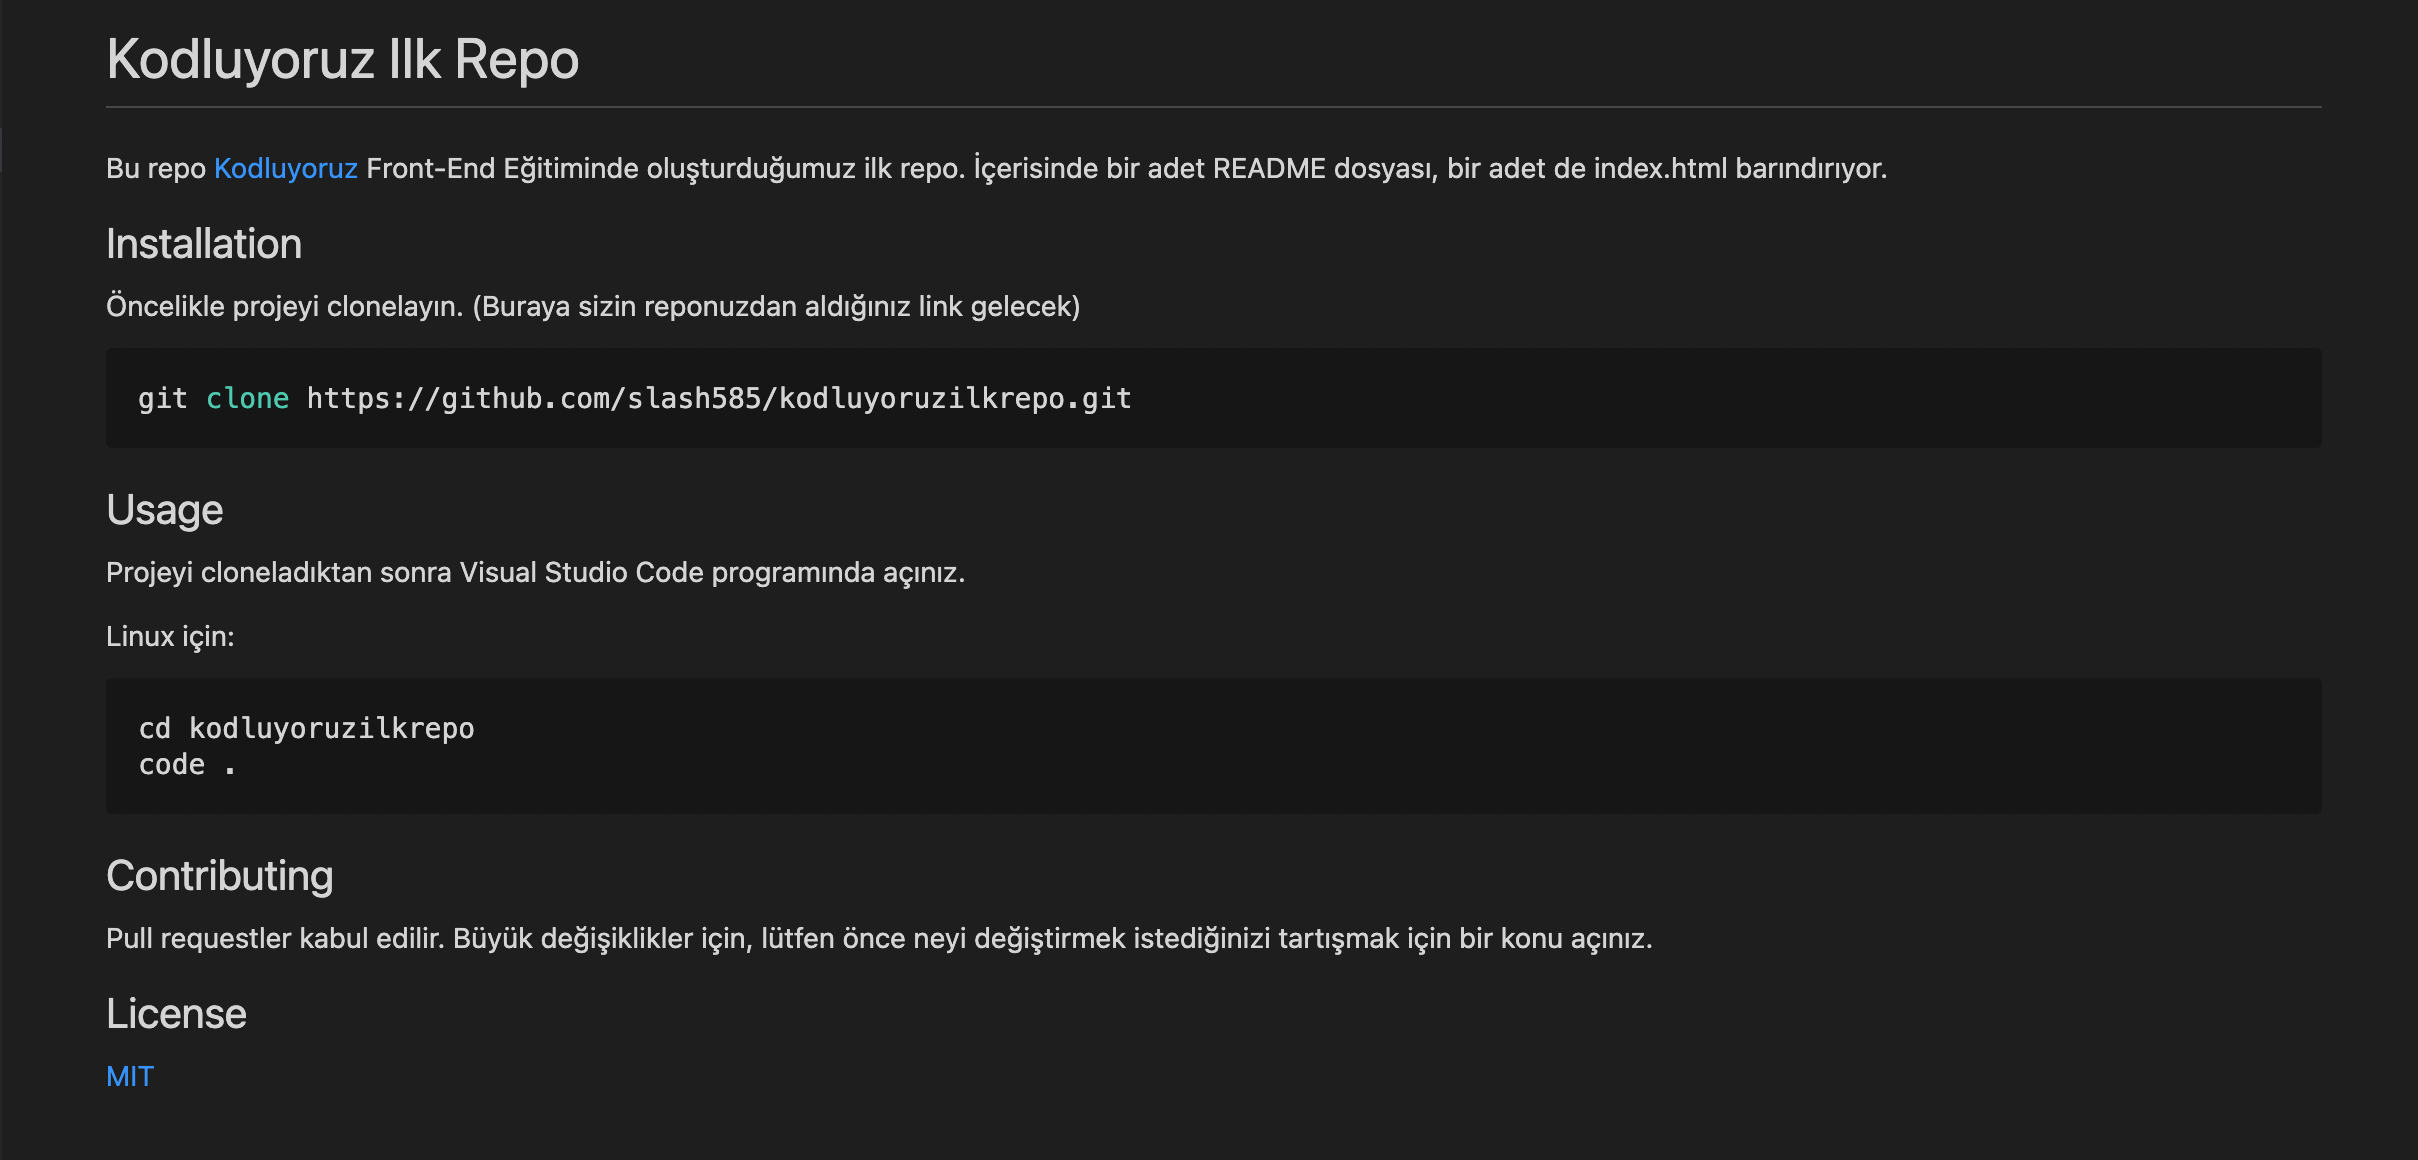 Kodluyoruz Ilk Repo
Bu repo Kodluyoruz Front-End Eğitiminde oluşturduğumuz ilk repo. İçerisinde bir adet README dosyası, bir adet de index.html barındırıyor.
Installation
Öncelikle projeyi clonelayın. (Buraya sizin reponuzdan aldığınız link gelecek)
git clone https://github.com/slash585/kodluyoruzilkrepo.git
Usage
Projeyi cloneladıktan sonra Visual Studio Code programında açınız.
Linux için:
cd kodluyoruzilkrepo
code .
Contributing
Pull requestler kabul edilir. Büyük değişiklikler için, lütfen önce neyi değiştirmek istediğinizi tartışmak için bir konu açınız.
License
MIT